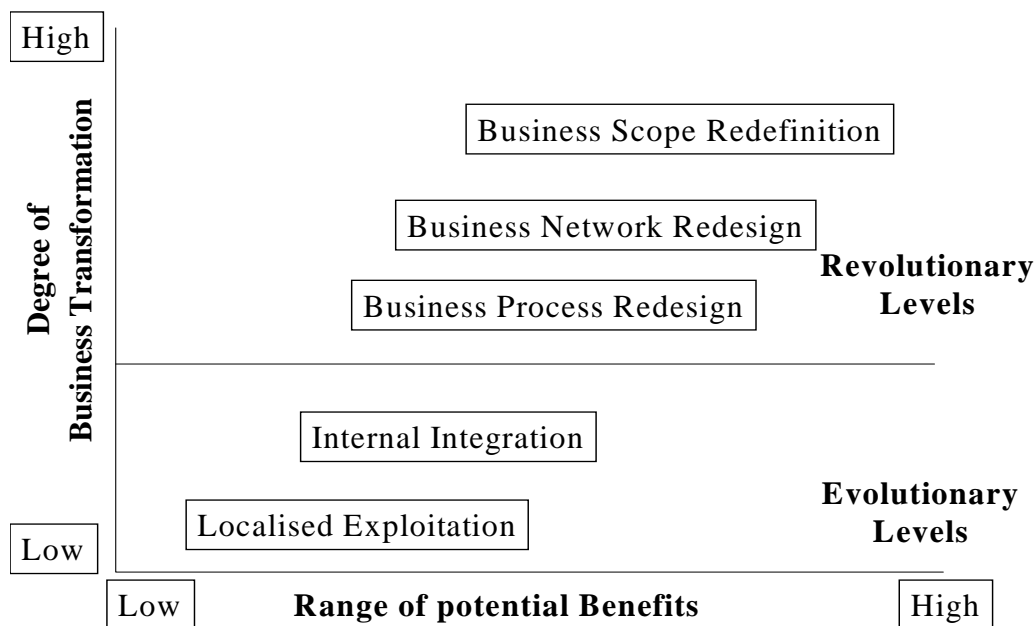 High
Business Scope Redefinition
Degree of
Business Transformation
Business Network Redesign
Revolutionary
Levels
Business Process Redesign
Internal Integration
Evolutionary
Levels
Localised Exploitation
Low
Low
Range of potential Benefits
High